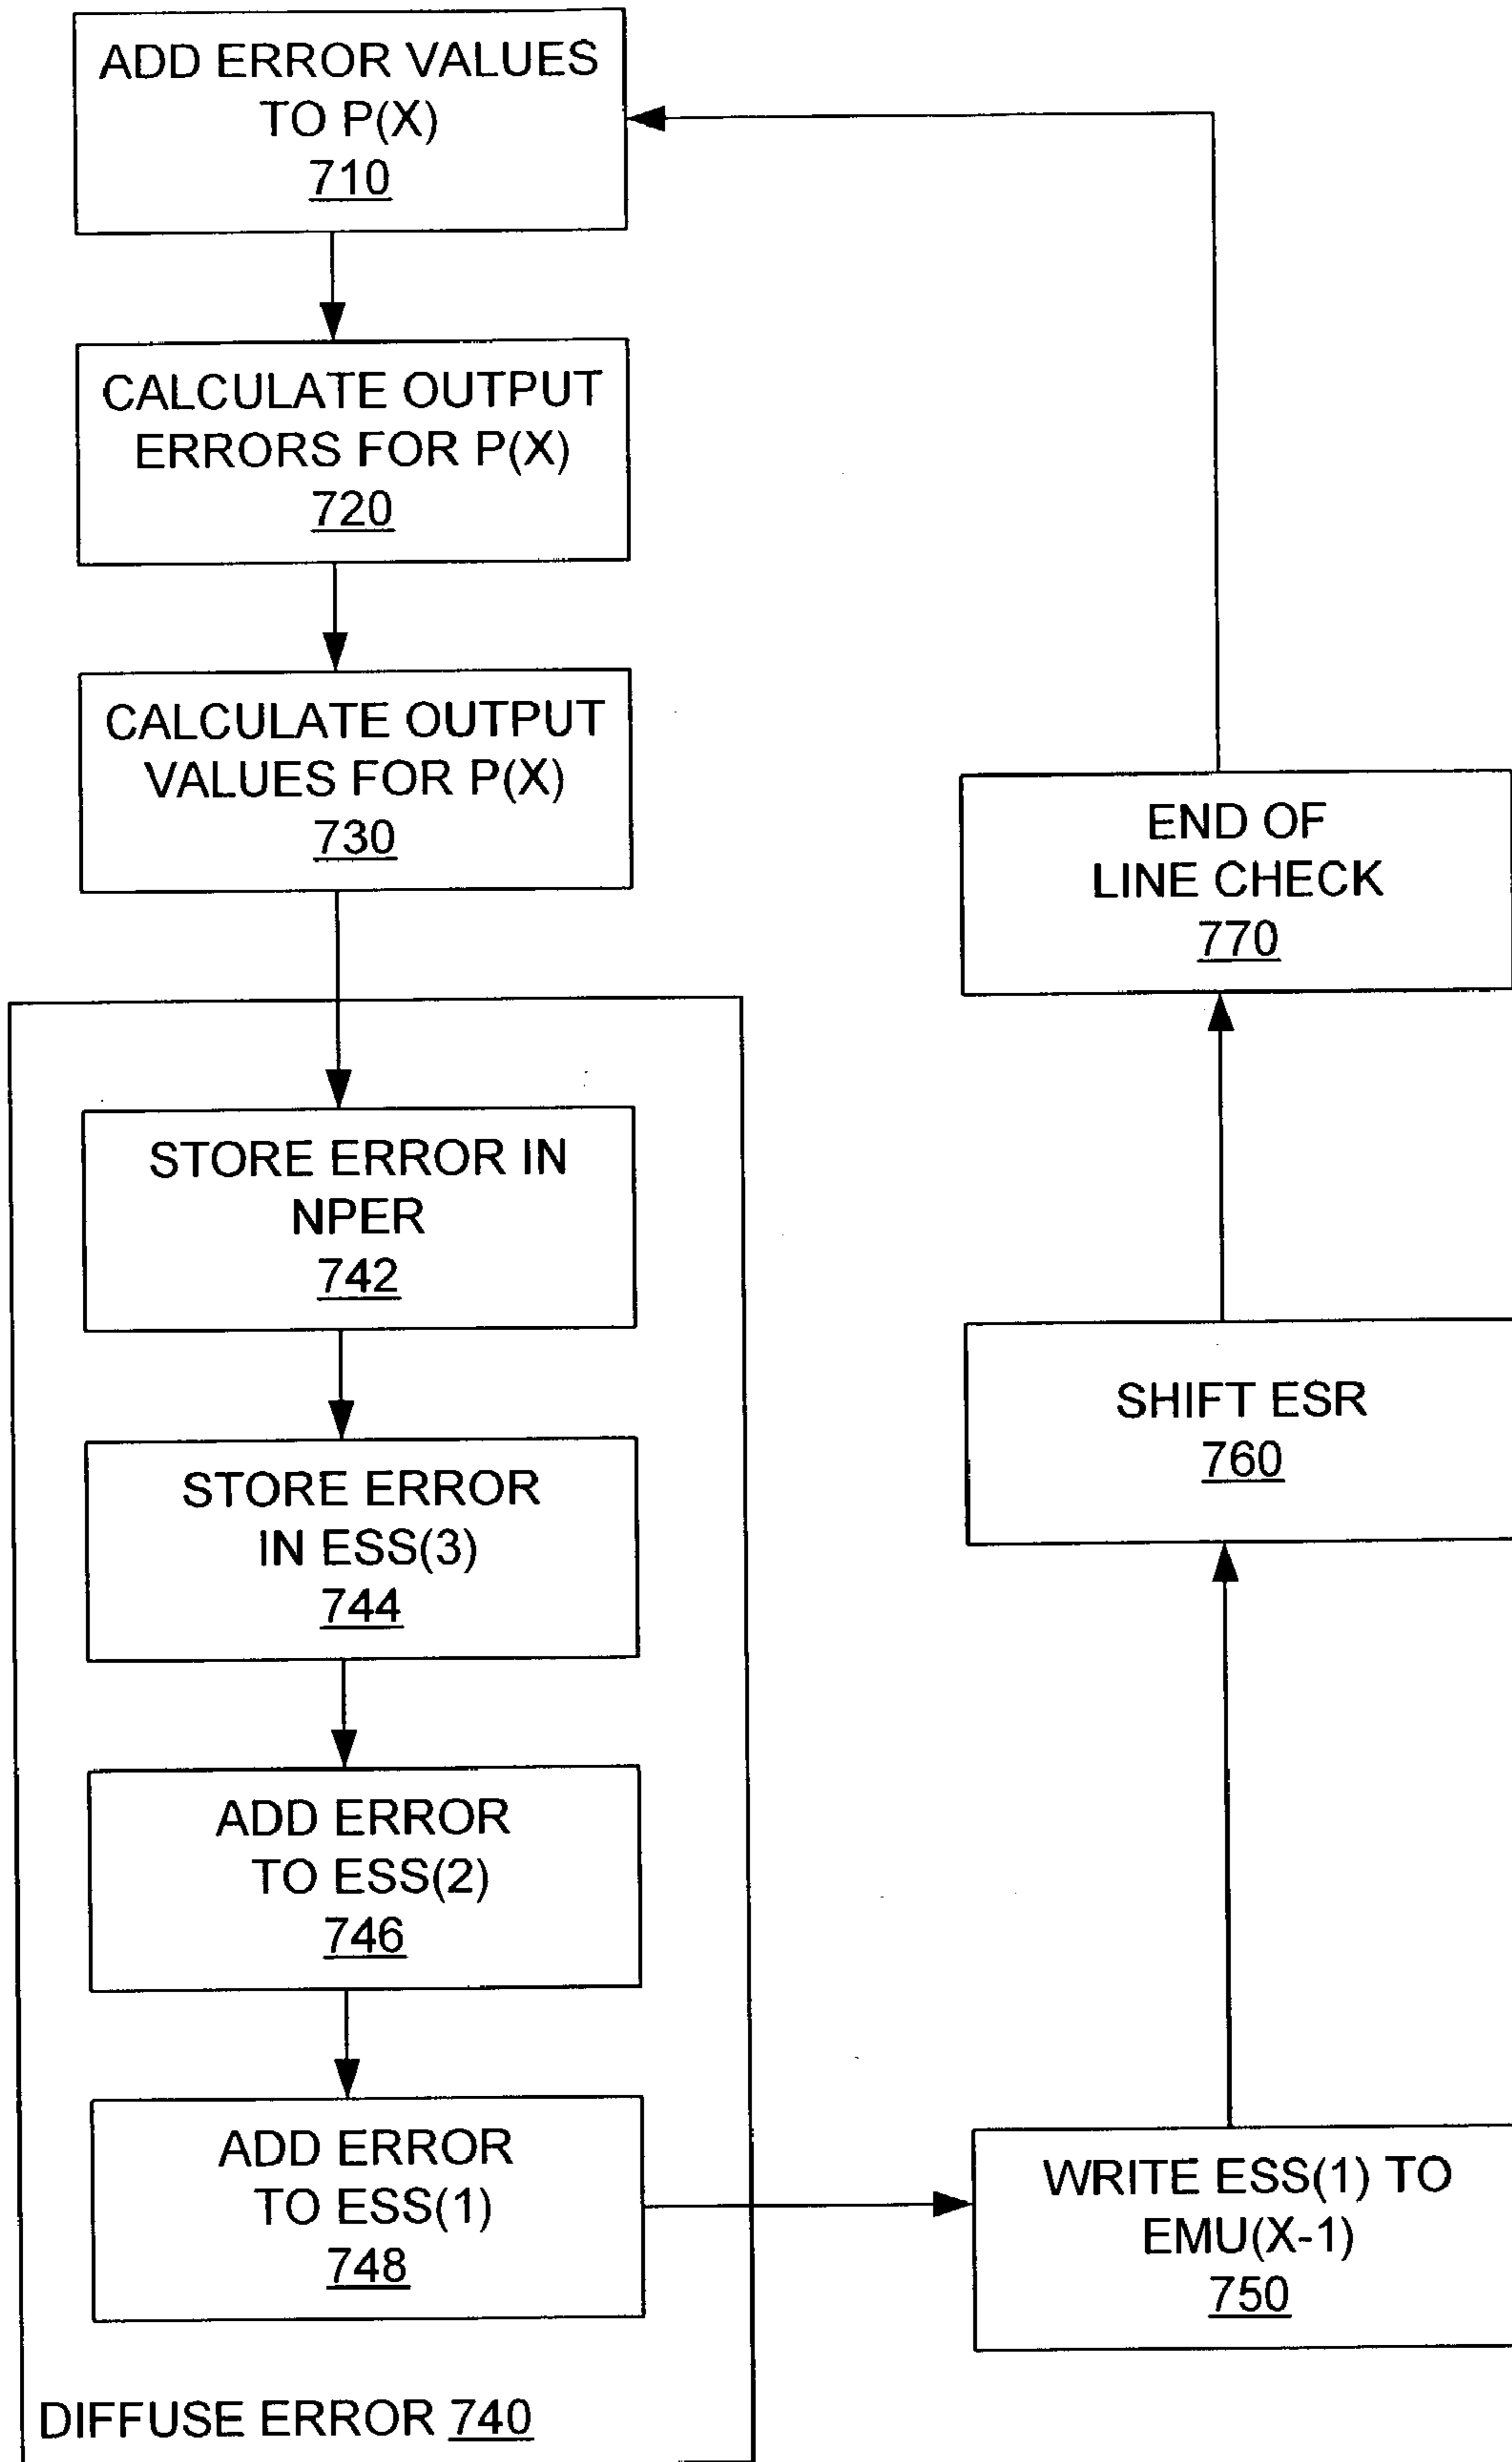 ADD ERROR VALUES
TO P(X)
710
CALCULATE OUTPUT
ERRORS FOR P(X)
720
CALCULATE OUTPUT
VALUES FOR P(X)
730
STORE ERROR IN
NPER
742
STORE ERROR
IN ESS(3)
744
ADD ERROR
TO ESS(2)
746
ADD ERROR
TO ESS(1)
748
DIFFUSE ERROR 740
WRITE ESS(1) TO
EMU(X-1)
750
SHIFT ESR
760
END OF
LINE CHECK
770